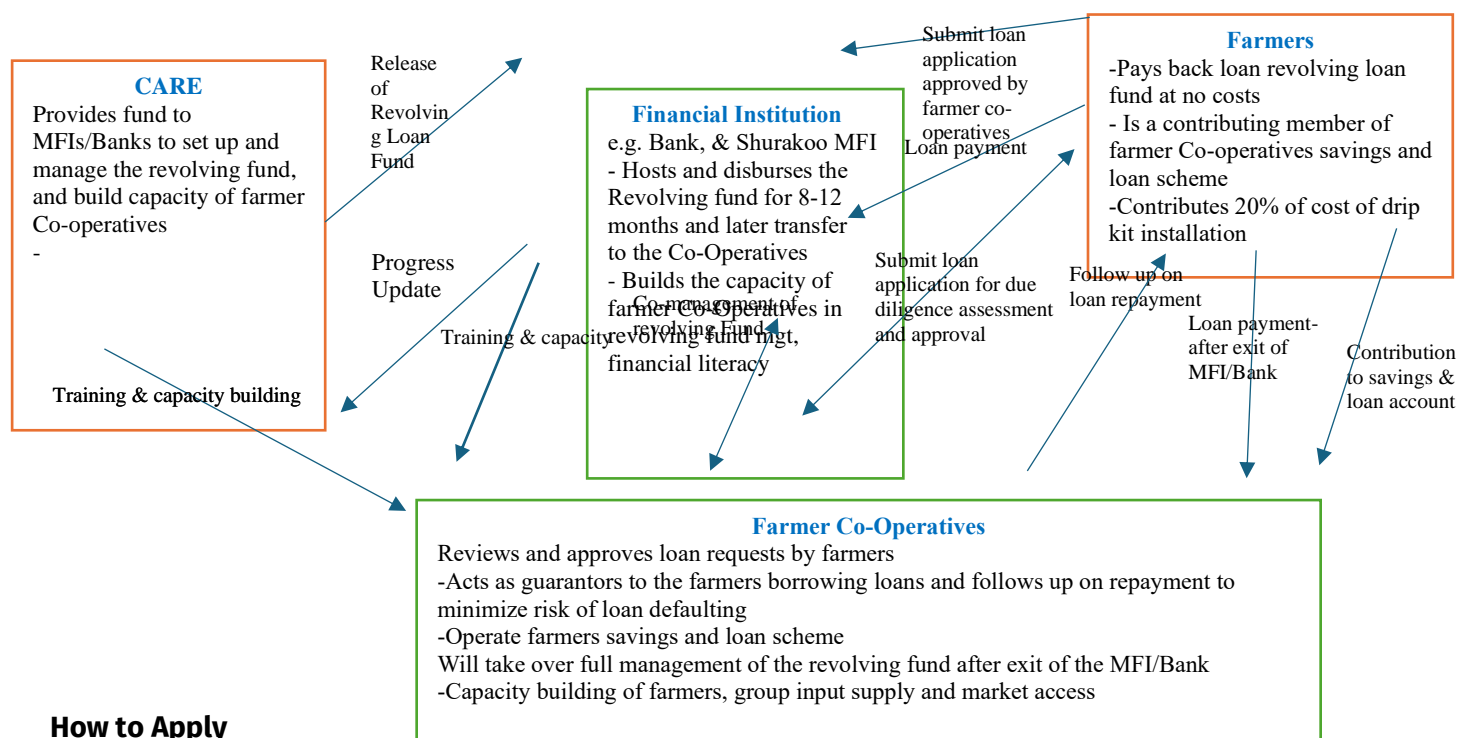 CARE
Provides fund to
MFIs/Banks to set up and
manage the revolving fund,
and build capacity of farmer
Co-operatives
-
Release
of
Revolvin
g Loan
Fund
Progress
Update
Training & capacity building
Training & capacity
Financial Institution
e.g. Bank, & Shurakoo MFI
- Hosts and disburses the
Revolving fund for 8-12
months and later transfer
to the Co-Operatives
- Builds the capacity of
farmer Co-Operatives in
revolving fund mgt,
financial literacy
Co-management of
revolving Fund
Submit loan
application
approved by
farmer co-
operatives
Loan payment
Submit loan
application for due
diligence assessment
and approval
Farmers
-Pays back loan revolving loan
fund at no costs
- Is a contributing member of
farmer Co-operatives savings and
loan scheme
-Contributes 20% of cost of drip
kit installation
Follow up on
loan repayment
Loan payment-
after exit of
MFI/Bank
Contribution
to savings &
loan account
Farmer Co-Operatives
Reviews and approves loan requests by farmers
-Acts as guarantors to the farmers borrowing loans and follows up on repayment to
minimize risk of loan defaulting
-Operate farmers savings and loan scheme
Will take over full management of the revolving fund after exit of the MFI/Bank
-Capacity building of farmers, group input supply and market access
How to Apply